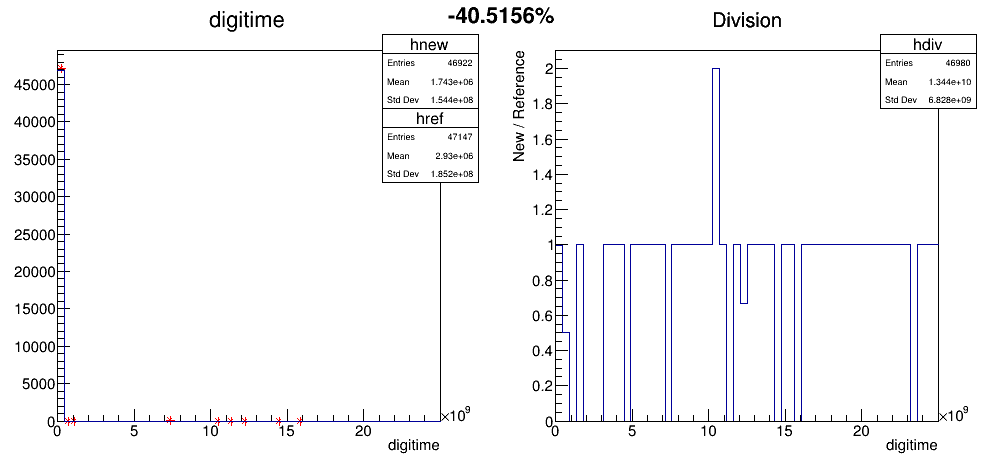 -40.5156%
digitime
hnew
Entries 46922
Mean 1.743e+06
Std Dev 1.544e+08
href
Entries 47147
Mean 2.93e+06
Std Dev 1.852e+08
45000
40000
35000
30000
25000
20000
15000
10000
5000
0
0 5 10 15 20
×10⁹
digitime
Division
hdiv
Entries 46980
Mean 1.344e+10
Std Dev 6.828e+09
New / Reference
2
1.8
1.6
1.4
1.2
1
0.8
0.6
0.4
0.2
0
0 5 10 15 20
×10⁹
digitime